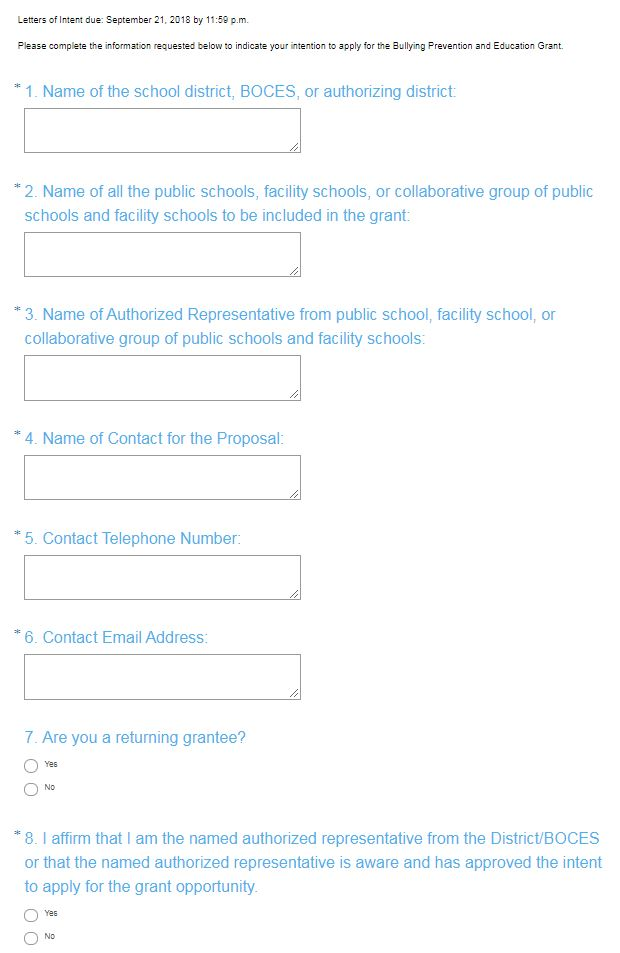 Letters of Intent due: September 21, 2018 by 11:59 p.m.
Please complete the information requested below to indicate your intention to apply for the Bullying Prevention and Education Grant.
* 1. Name of the school district, BOCES, or authorizing district:
* 2. Name of all the public schools, facility schools, or collaborative group of public
schools and facility schools to be included in the grant:
* 3. Name of Authorized Representative from public school, facility school, or
collaborative group of public schools and facility schools:
* 4. Name of Contact for the Proposal:
* 5. Contact Telephone Number:
* 6. Contact Email Address:
7. Are you a returning grantee?
Yes
No
* 8. I affirm that I am the named authorized representative from the District/BOCES
or that the named authorized representative is aware and has approved the intent
to apply for the grant opportunity.
Yes
No